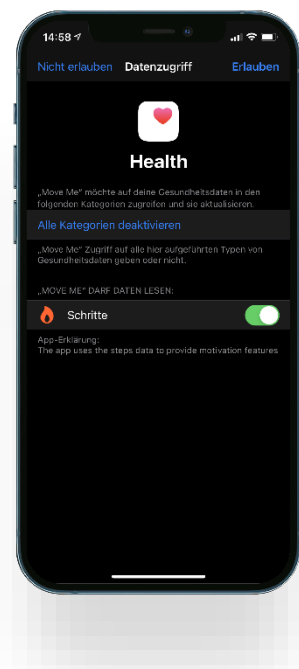 14:58
Nicht erlauben Datenzugriff Erlauben
Health
„Move Me" möchte auf deine Gesundheitsdaten in den
folgenden Kategorien zugreifen und sie aktualisieren.
Alle Kategorien deaktivieren
„Move Me" Zugriff auf alle hier aufgeführten Typen von
Gesundheitsdaten geben oder nicht.
„MOVE ME" DARF DATEN LESEN:
Schritte
App-Erklärung:
The app uses the steps data to provide motivation features